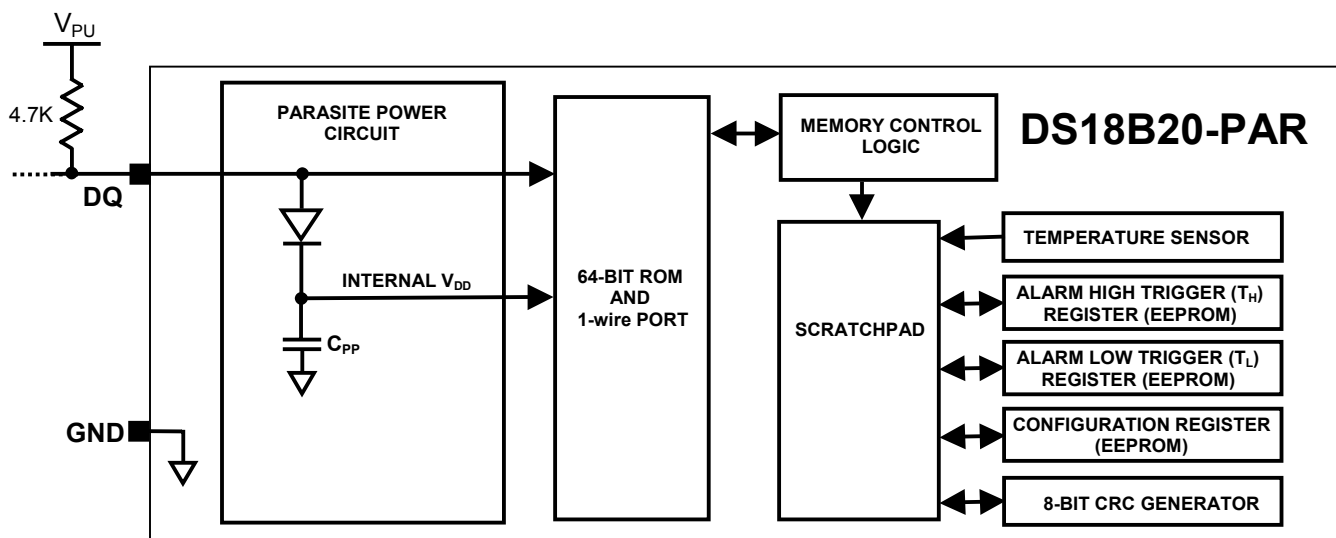 V_PU
4.7K
DQ
GND
PARASITE POWER
CIRCUIT
INTERNAL V_DD
C_PP
64-BIT ROM
AND
1-wire PORT
MEMORY CONTROL
LOGIC
DS18B20-PAR
SCRATCHPAD
TEMPERATURE SENSOR
ALARM HIGH TRIGGER (T_H)
REGISTER (EEPROM)
ALARM LOW TRIGGER (T_L)
REGISTER (EEPROM)
CONFIGURATION REGISTER
(EEPROM)
8-BIT CRC GENERATOR